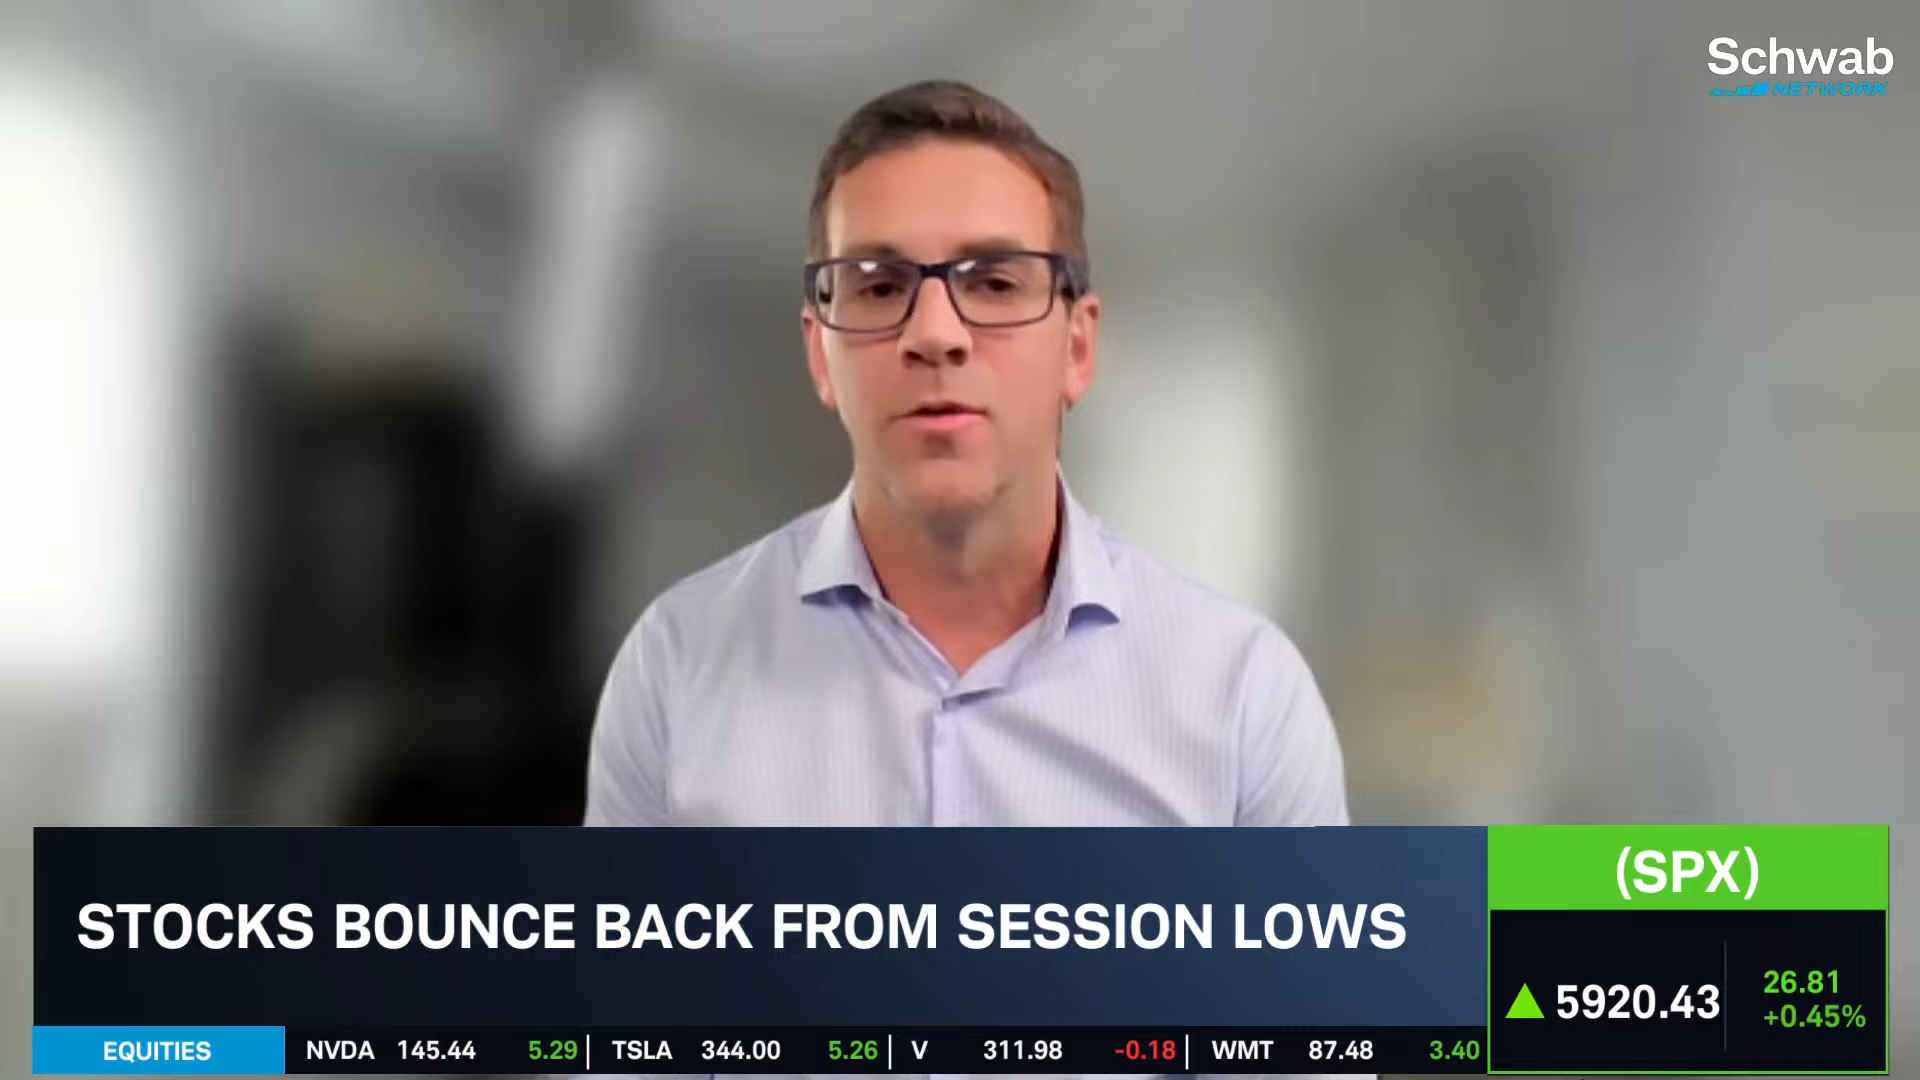 Schwab
NETWORK
STOCKS BOUNCE BACK FROM SESSION LOWS
(SPX)
▲ 5920.43
26.81
+0.45%
EQUITIES
NVDA 145.44 5.29 | TSLA 344.00 5.26 | V 311.98 -0.18 | WMT 87.48 3.40